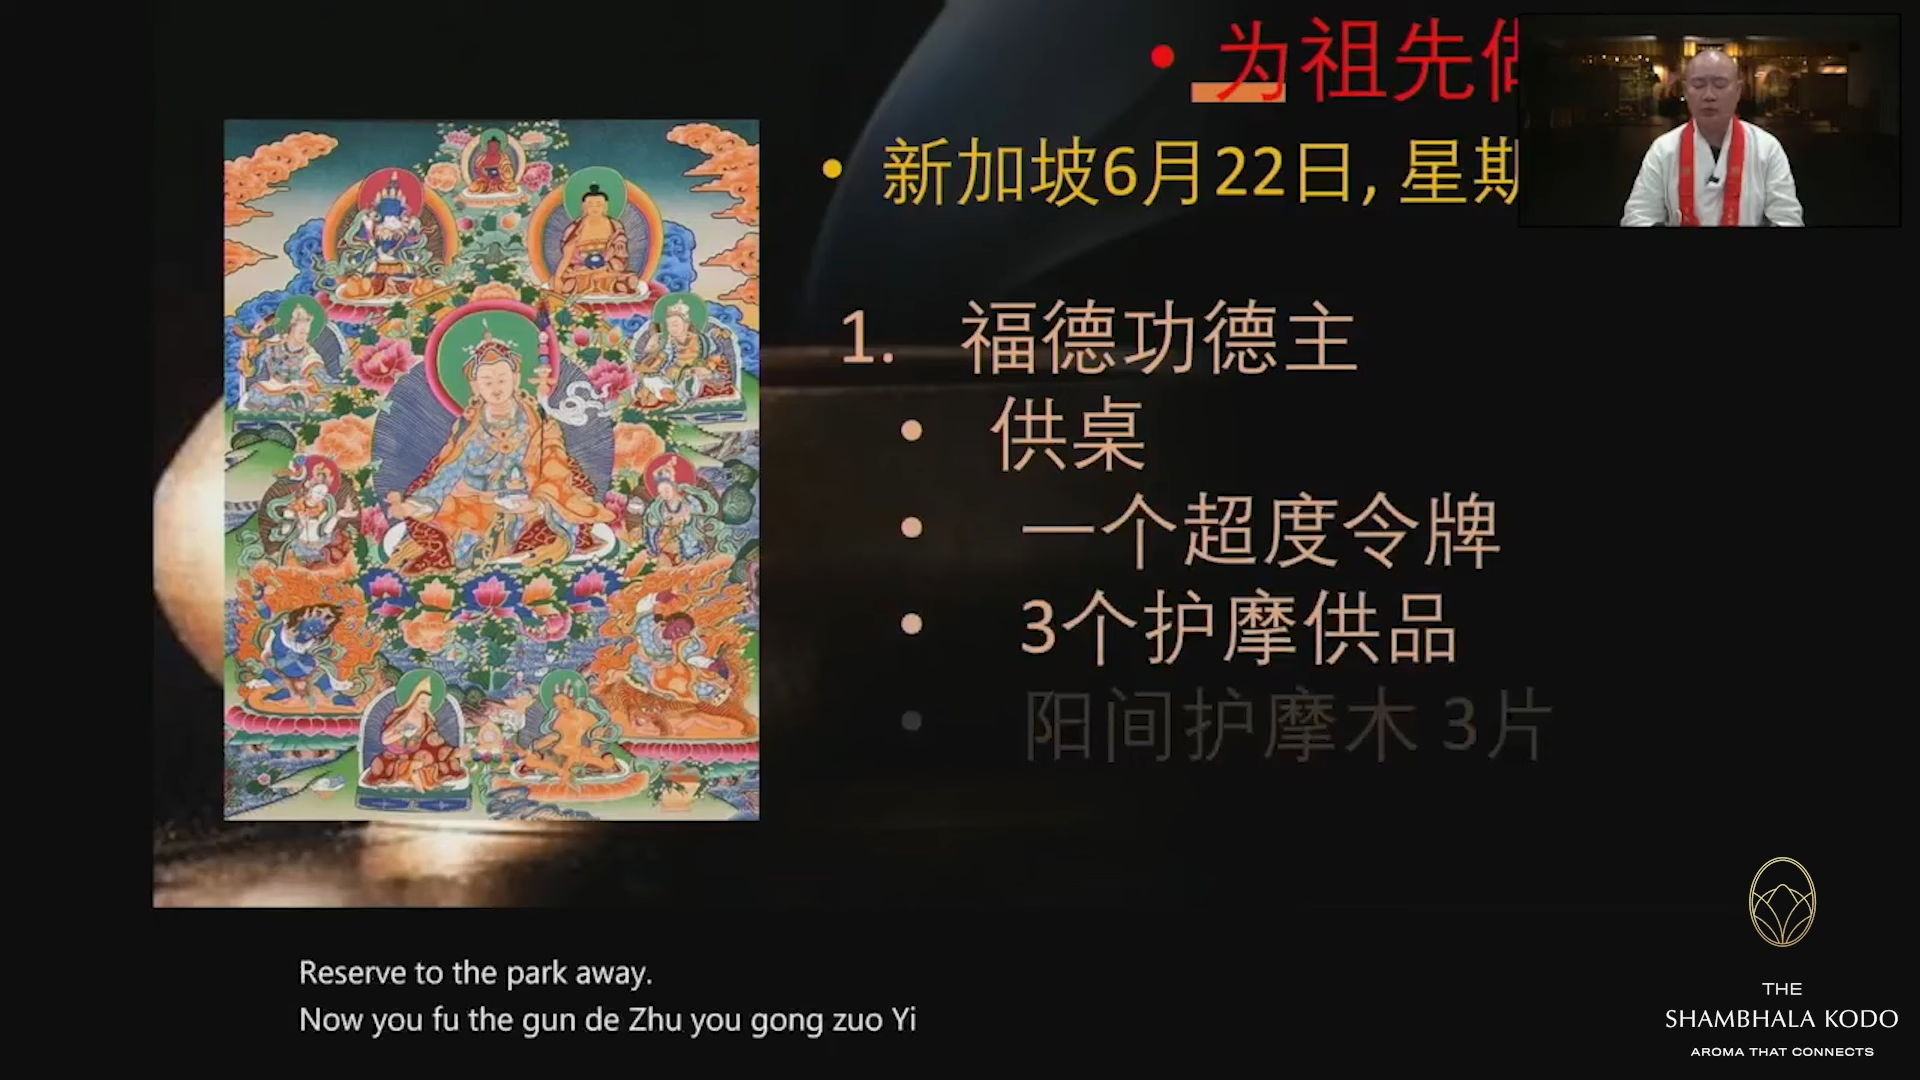 • 为祖先
• 新加坡6月22日, 星期
1. 福德功德主
• 供桌
• 一个超度令牌
• 3个护摩供品
• 阳间护摩木 3片
Reserve to the park away.
Now you fu the gun de Zhu you gong zuo Yi
THE
SHAMBHALA KODO
AROMA THAT CONNECTS